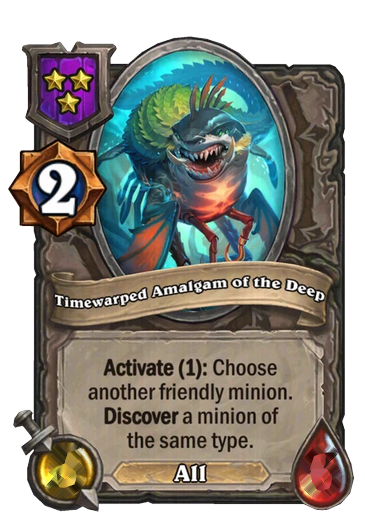 2
Timewarped Amalgam of the Deep
Activate (1): Choose
another friendly minion.
Discover a minion of
the same type.
All